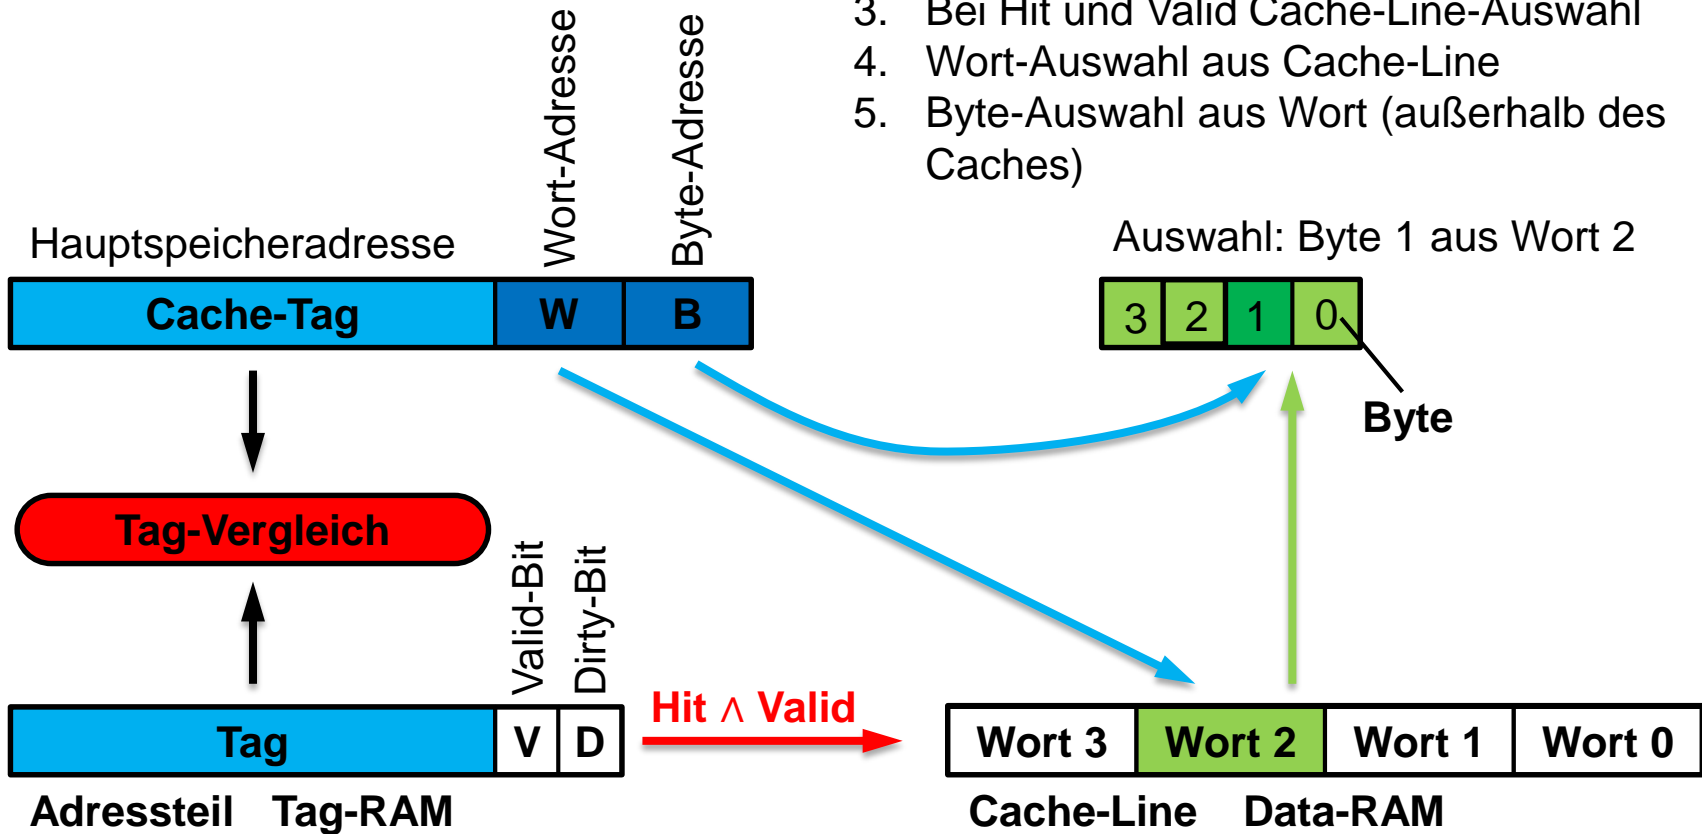 3. Bei Hit und Valid Cache-Line-Auswahl
4. Wort-Auswahl aus Cache-Line
5. Byte-Auswahl aus Wort (außerhalb des
Caches)
Wort-Adresse
Byte-Adresse
Hauptspeicheradresse
Auswahl: Byte 1 aus Wort 2
Cache-Tag W B
3 2 1 0
Byte
Tag-Vergleich
Valid-Bit
Dirty-Bit
Hit ∧ Valid
Tag V D
Wort 3 Wort 2 Wort 1 Wort 0
Adressteil Tag-RAM
Cache-Line Data-RAM